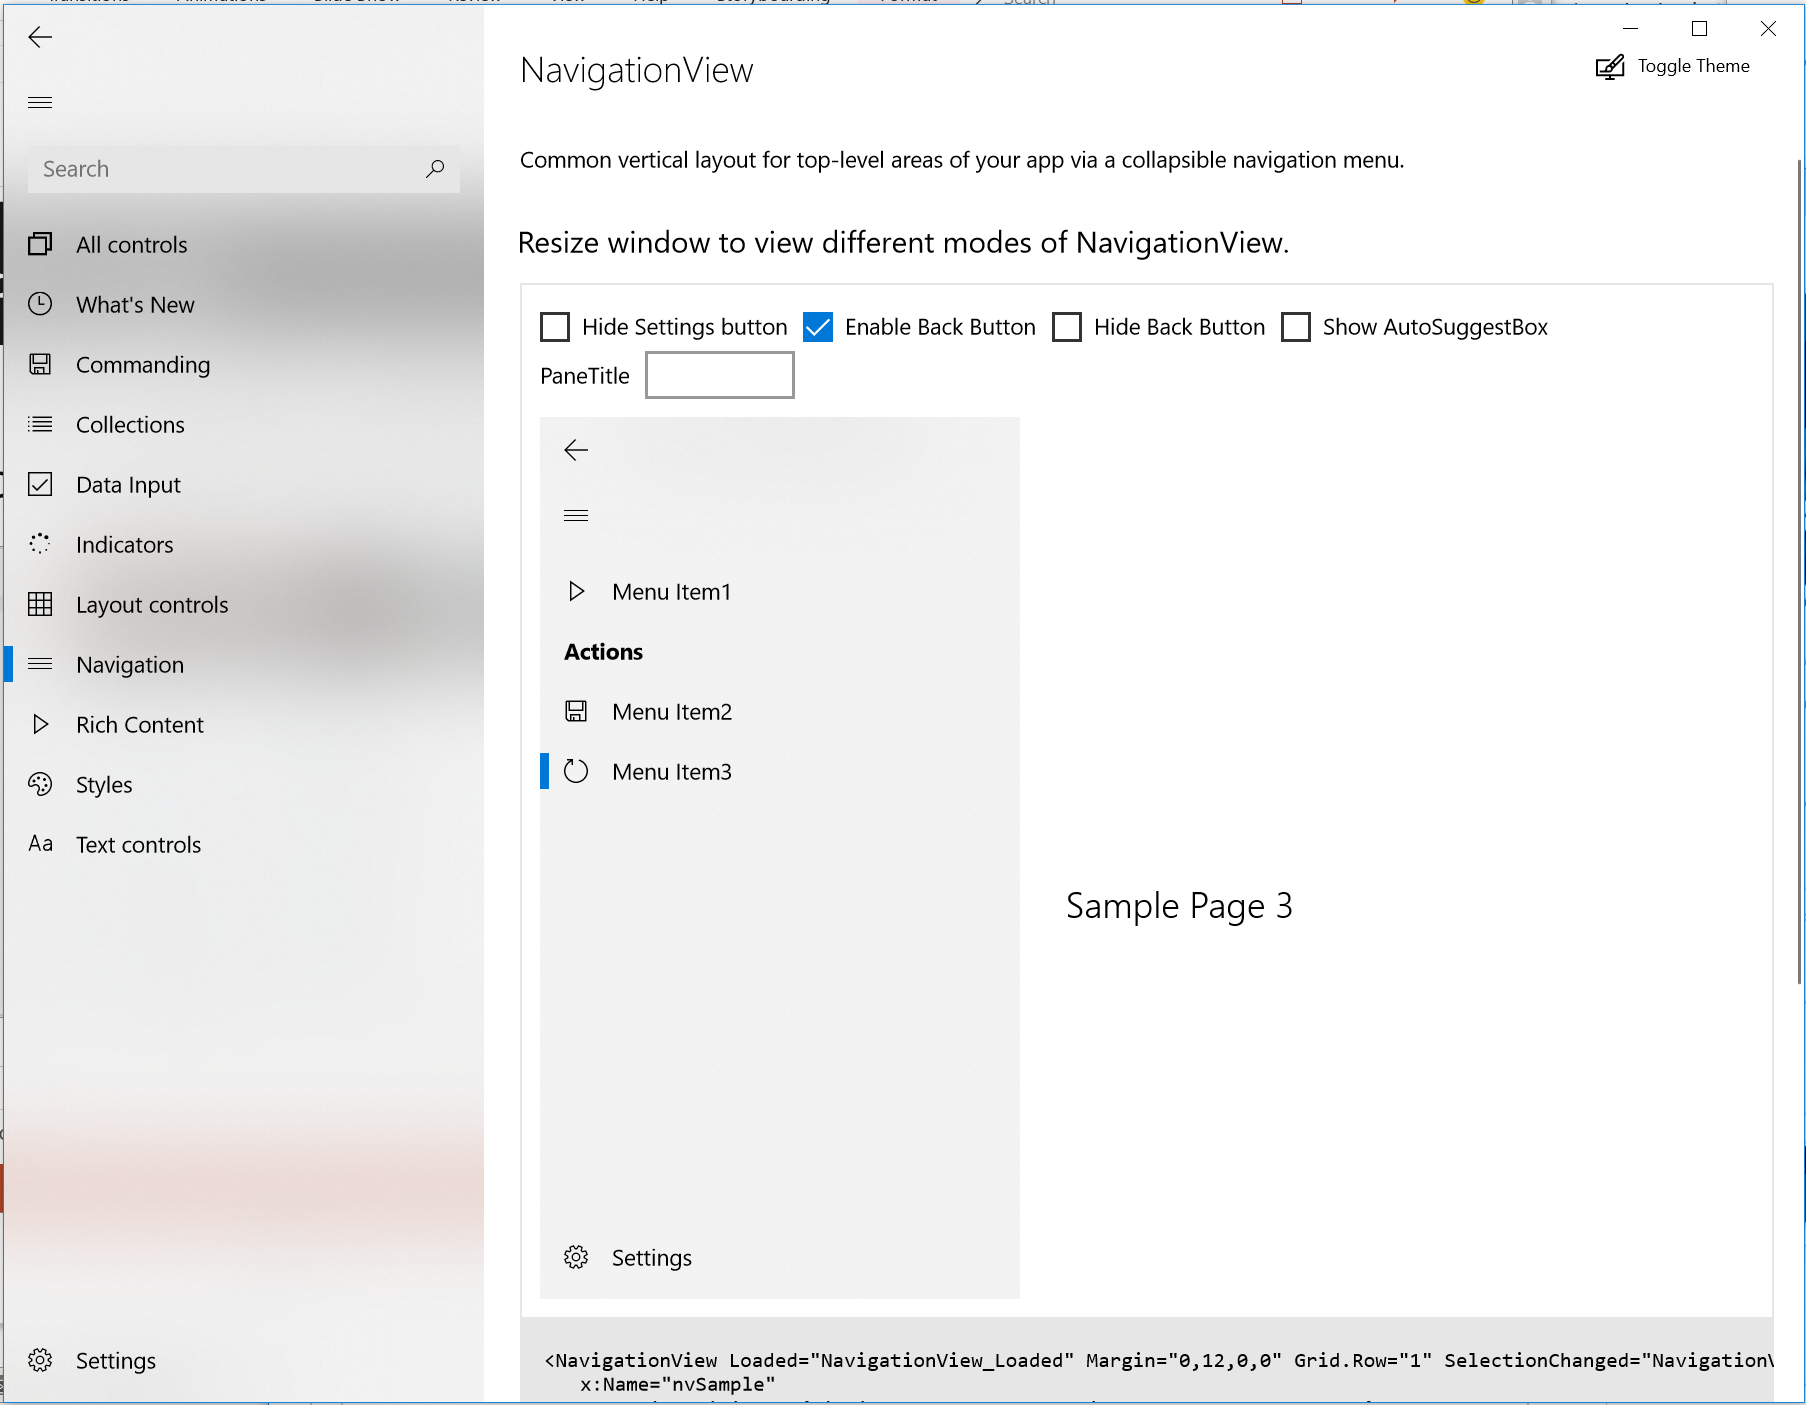 Search
NavigationView
Toggle Theme
Search
Common vertical layout for top-level areas of your app via a collapsible navigation menu.
Resize window to view different modes of NavigationView.
All controls
What's New
Commanding
Collections
Data Input
Indicators
Layout controls
Navigation
Rich Content
Styles
Aa Text controls
Settings
Hide Settings button Enable Back Button Hide Back Button Show AutoSuggestBox
PaneTitle
Menu Item1
Actions
Menu Item2
Menu Item3
Settings
Sample Page 3
<NavigationView Loaded="NavigationView_Loaded" Margin="0,12,0,0" Grid.Row="1" SelectionChanged="Navigation
x:Name="nvSample"